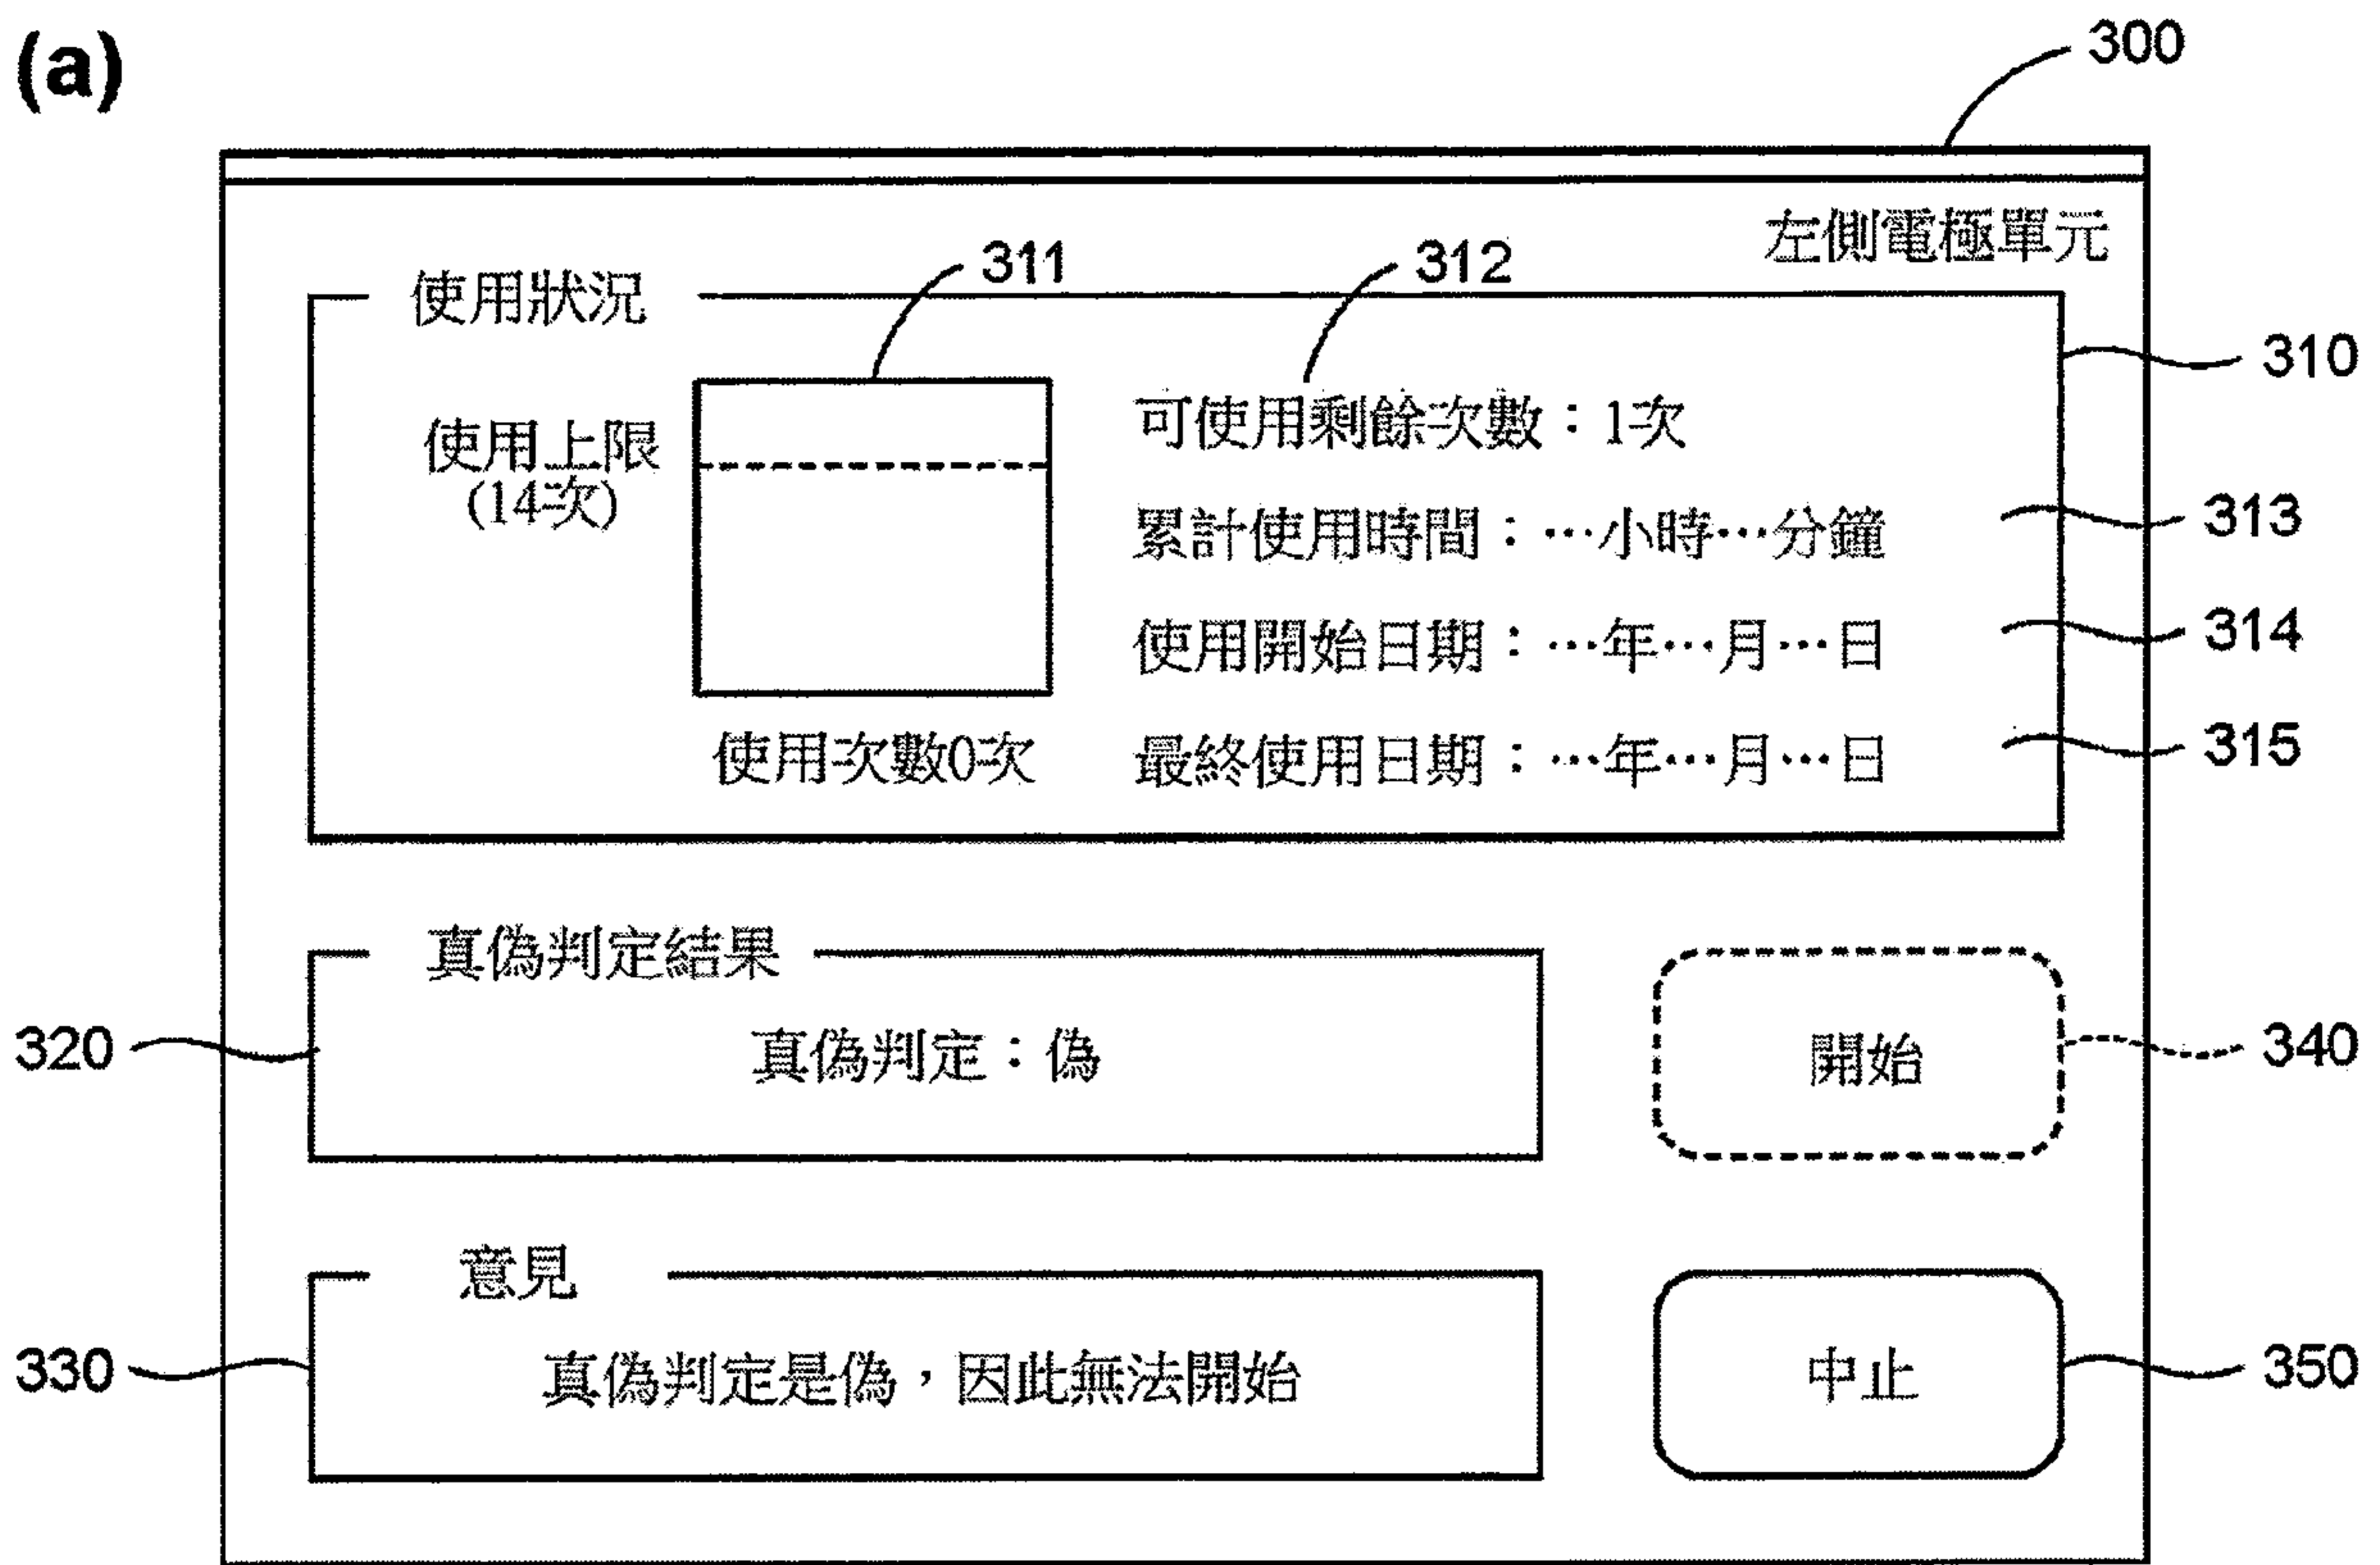 (a)
300
左側電極單元
使用狀況
311
312
310
使用上限
(14次)
可使用剩餘次數：1次
累計使用時間：…小時…分鐘
313
使用開始日期：…年…月…日
314
使用次數0次
最終使用日期：…年…月…日
315
真偽判定結果
320
真偽判定：偽
開始
340
意見
330
真偽判定是偽，因此無法開始
中止
350